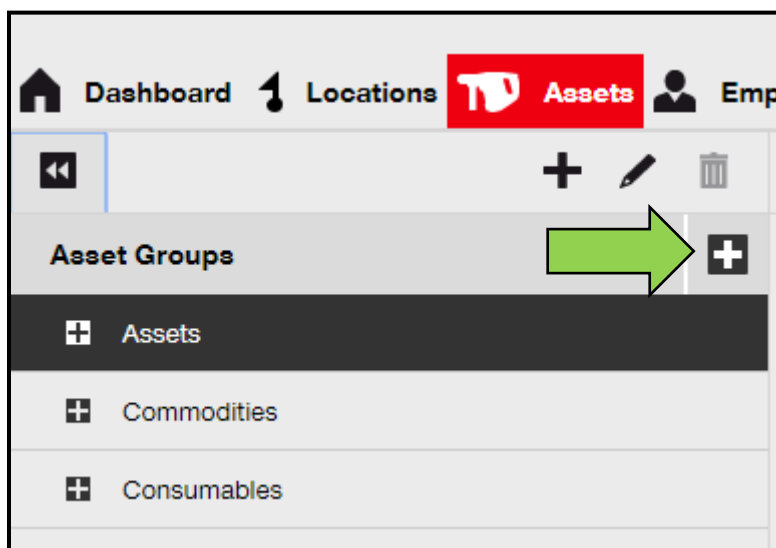 Dashboard Locations Assets Emp
Asset Groups
Assets
Commodities
Consumables